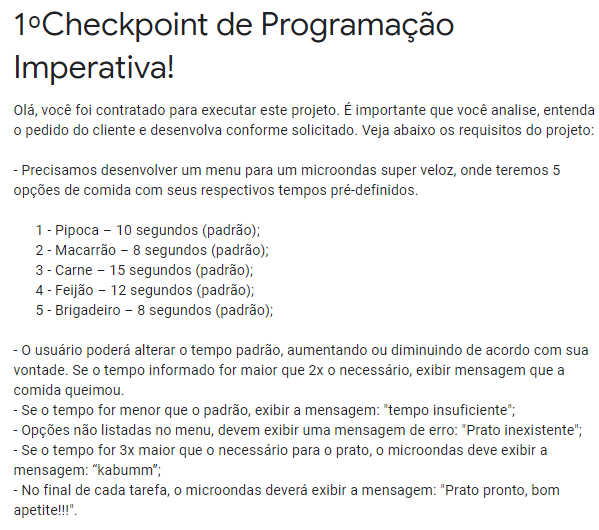 1ºCheckpoint de Programação
Imperativa!
Olá, você foi contratado para executar este projeto. É importante que você analise, entenda
o pedido do cliente e desenvolva conforme solicitado. Veja abaixo os requisitos do projeto:
- Precisamos desenvolver um menu para um microondas super veloz, onde teremos 5
opções de comida com seus respectivos tempos pré-definidos.
1 - Pipoca – 10 segundos (padrão);
2 - Macarrão – 8 segundos (padrão);
3 - Carne – 15 segundos (padrão);
4 - Feijão – 12 segundos (padrão);
5 - Brigadeiro – 8 segundos (padrão);
- O usuário poderá alterar o tempo padrão, aumentando ou diminuindo de acordo com sua
vontade. Se o tempo informado for maior que 2x o necessário, exibir mensagem que a
comida queimou.
- Se o tempo for menor que o padrão, exibir a mensagem: "tempo insuficiente";
- Opções não listadas no menu, devem exibir uma mensagem de erro: "Prato inexistente";
- Se o tempo for 3x maior que o necessário para o prato, o microondas deve exibir a
mensagem: “kabumm”;
- No final de cada tarefa, o microondas deverá exibir a mensagem: "Prato pronto, bom
apetite!!!".